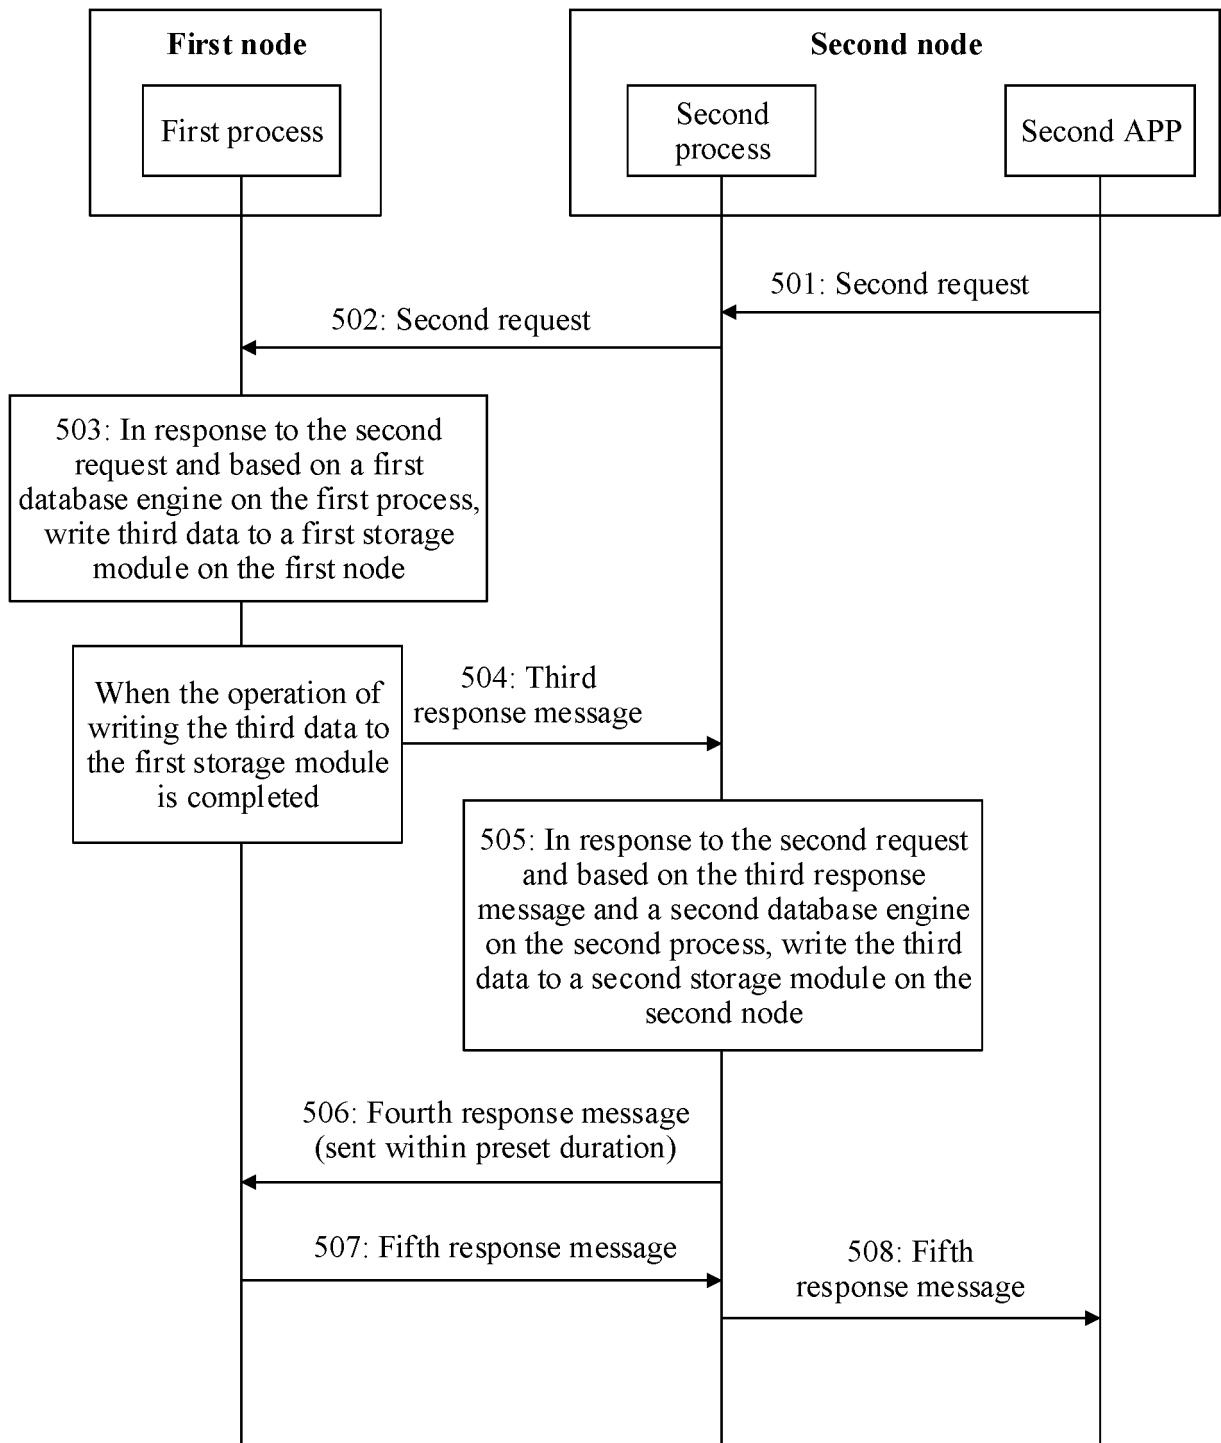 First node
Second node
First process
Second
process
Second APP
501: Second request
502: Second request
503: In response to the second
request and based on a first
database engine on the first process,
write third data to a first storage
module on the first node
When the operation of
writing the third data to
the first storage module
is completed
504: Third
response message
505: In response to the second request
and based on the third response
message and a second database engine
on the second process, write the third
data to a second storage module on the
second node
506: Fourth response message
(sent within preset duration)
507: Fifth response message
508: Fifth
response message